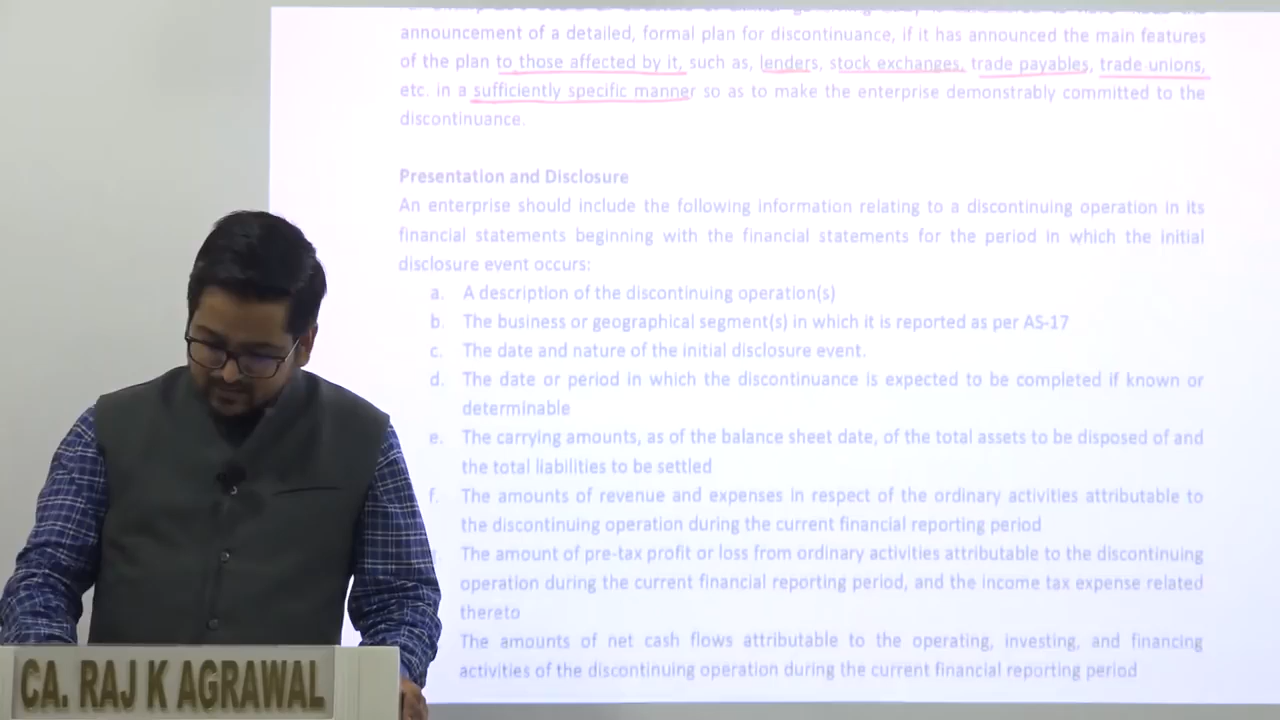 announcement of a detailed, formal plan for discontinuance, if it has announced the main features
of the plan to those affected by it, such as, lenders, stock exchanges, trade payables, trade unions,
etc. in a sufficiently specific manner so as to make the enterprise demonstrably committed to the
discontinuance.
Presentation and Disclosure
An enterprise should include the following information relating to a discontinuing operation in its
financial statements beginning with the financial statements for the period in which the initial
disclosure event occurs:
a. A description of the discontinuing operation(s)
b. The business or geographical segment(s) in which it is reported as per AS-17
c. The date and nature of the initial disclosure event.
d. The date or period in which the discontinuance is expected to be completed if known or
determinable
e. The carrying amounts, as of the balance sheet date, of the total assets to be disposed of and
the total liabilities to be settled
f. The amounts of revenue and expenses in respect of the ordinary activities attributable to
the discontinuing operation during the current financial reporting period
The amount of pre-tax profit or loss from ordinary activities attributable to the discontinuing
operation during the current financial reporting period, and the income tax expense related
thereto
The amounts of net cash flows attributable to the operating, investing, and financing
activities of the discontinuing operation during the current financial reporting period
CA. RAJ K AGRAWAL